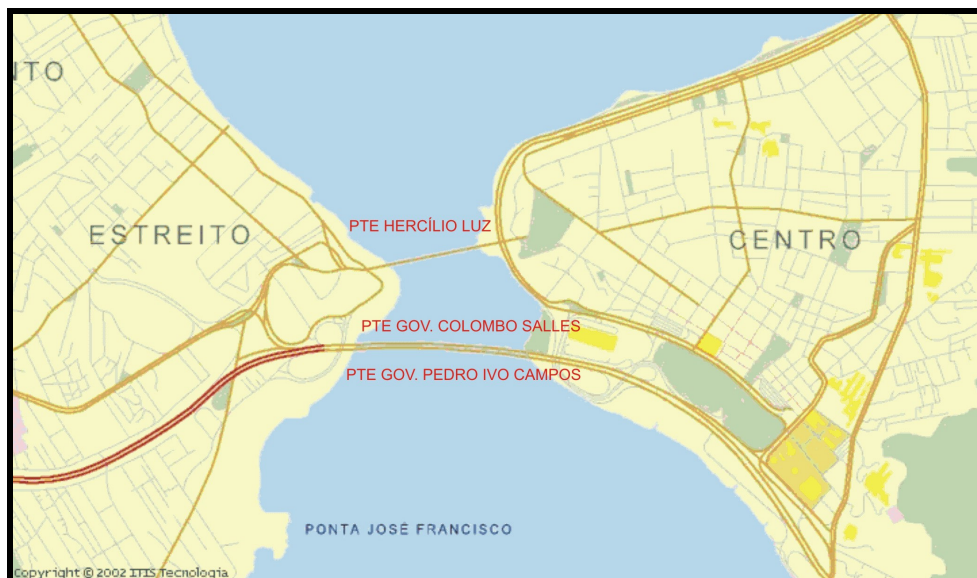 NTO
PTE HERCÍLIO LUZ
ESTREITO
CENTRO
PTE GOV. COLOMBO SALLES
PTE GOV. PEDRO IVO CAMPOS
PONTA JOSÉ FRANCISCO
Copyright © 2002 ITIS Tecnologia